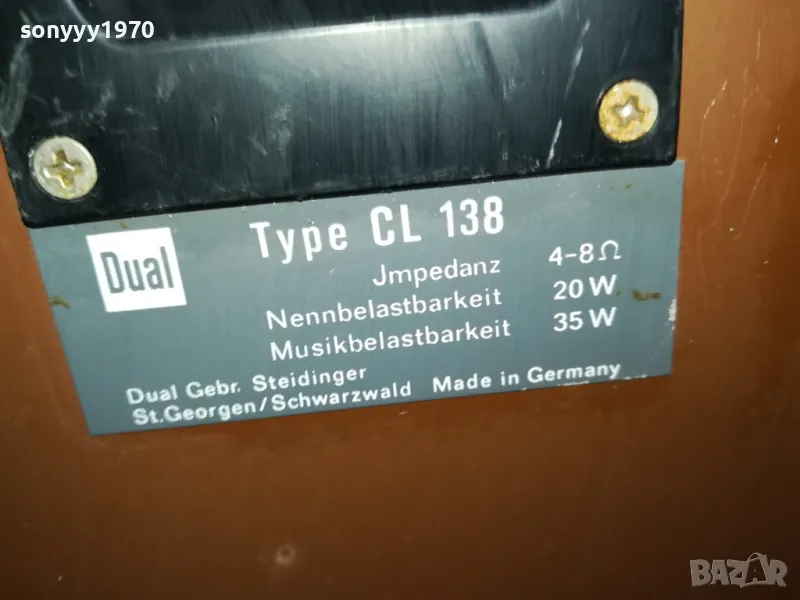 sonyyy1970
Dual
Type CL 138
Jmpedanz 4-8Ω
Nennbelastbarkeit 20 W
Musikbelastbarkeit 35 W
Dual Gebr. Steidinger
St.Georgen/Schwarzwald Made in Germany
BAZAR